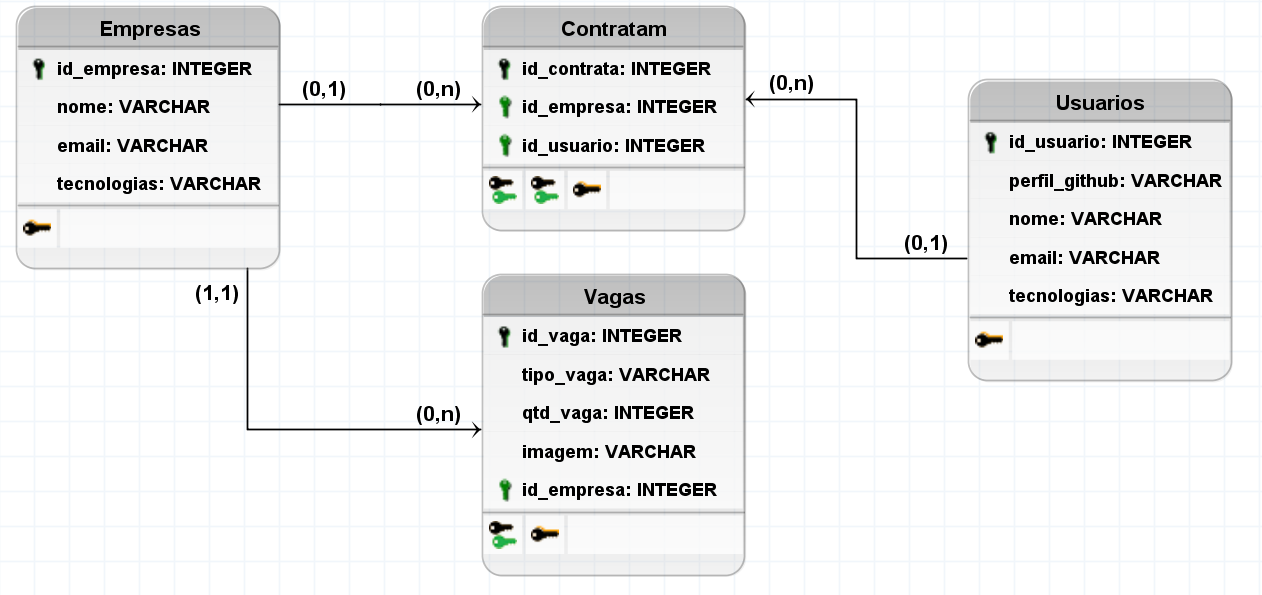 Empresas
id_empresa: INTEGER
nome: VARCHAR
email: VARCHAR
tecnologias: VARCHAR
(0,1)
(0,n)
Contratam
id_contrata: INTEGER
id_empresa: INTEGER
id_usuario: INTEGER
(0,n)
(0,1)
Usuarios
id_usuario: INTEGER
perfil_github: VARCHAR
nome: VARCHAR
email: VARCHAR
tecnologias: VARCHAR
(1,1)
(0,n)
Vagas
id_vaga: INTEGER
tipo_vaga: VARCHAR
qtd_vaga: INTEGER
imagem: VARCHAR
id_empresa: INTEGER